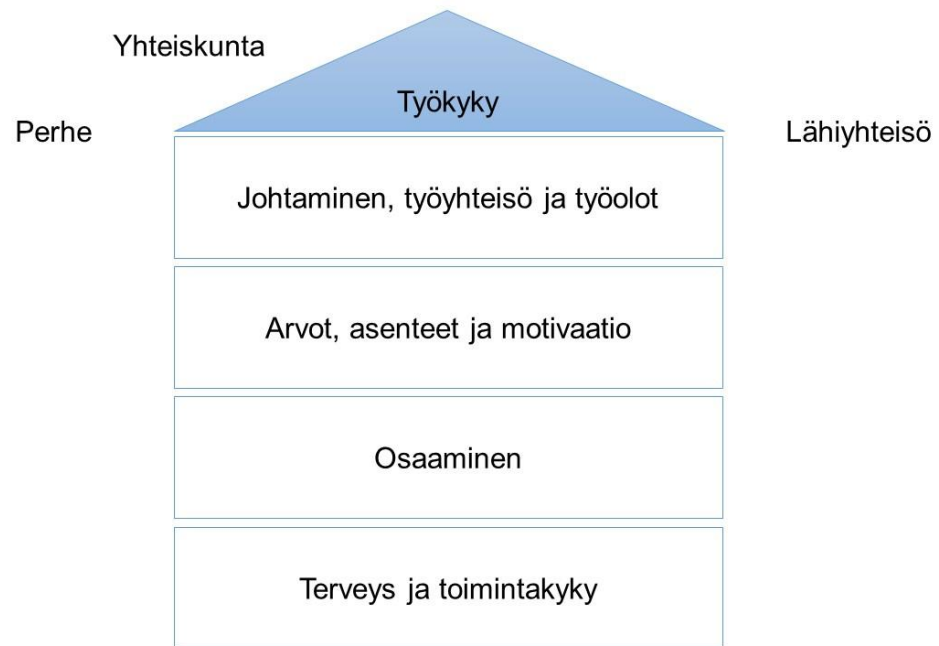 Yhteiskunta
Työkyky
Perhe
Lähiyhteisö
Johtaminen, työyhteisö ja työolot
Arvot, asenteet ja motivaatio
Osaaminen
Terveys ja toimintakyky